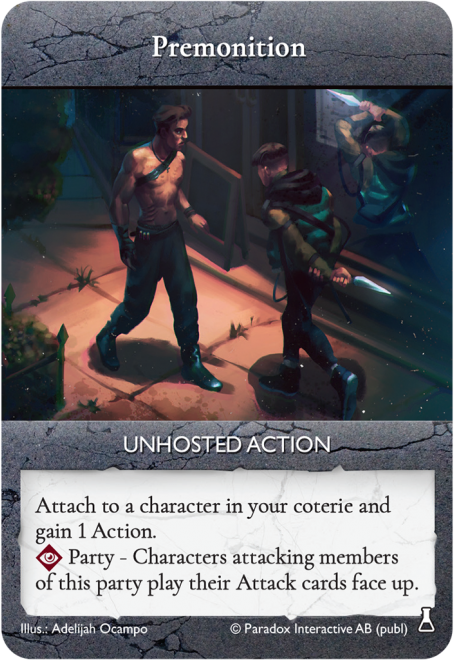 Premonition
UNHOSTED ACTION
Attach to a character in your coterie and
gain 1 Action.
Party - Characters attacking members
of this party play their Attack cards face up.
Illus.: Adelijah Ocampo © Paradox Interactive AB (publ)